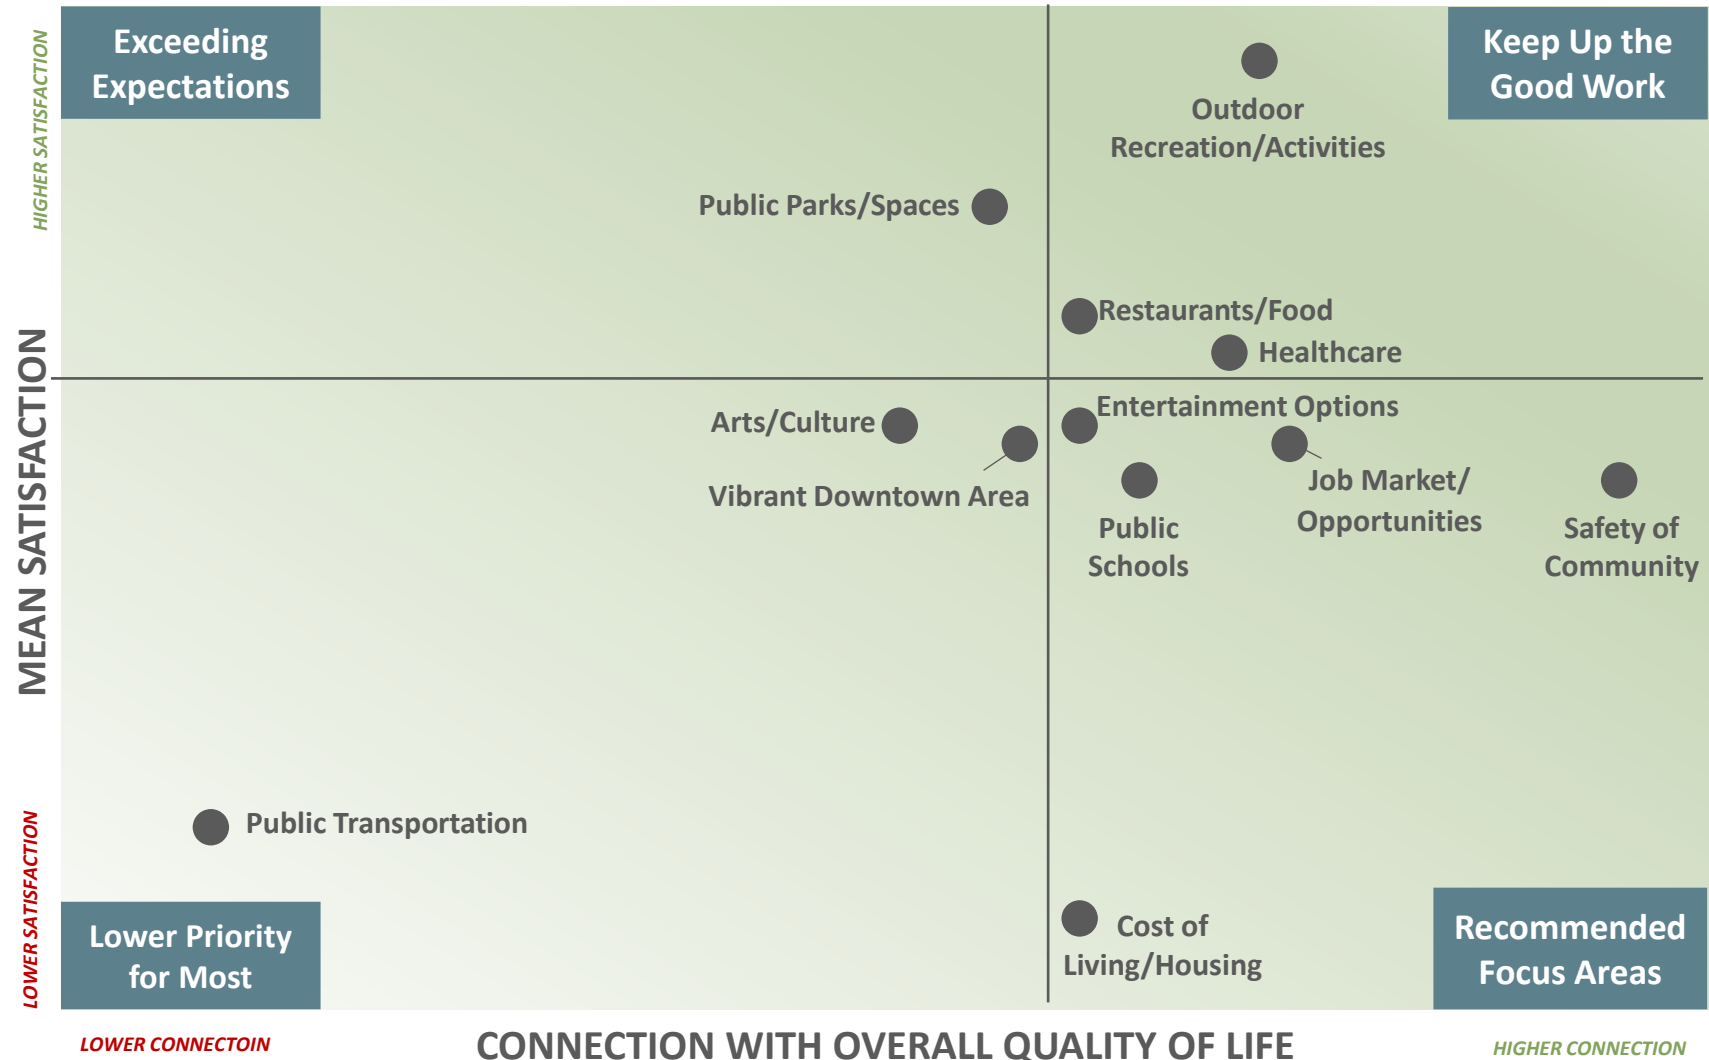 Exceeding
Expectations
Keep Up the
Good Work
HIGHER SATISFACTION
Outdoor
Recreation/Activities
Public Parks/Spaces
Restaurants/Food
Healthcare
MEAN SATISFACTION
Entertainment Options
Arts/Culture
Vibrant Downtown Area
Job Market/
Opportunities
Public
Schools
Safety of
Community
Public Transportation
LOWER SATISFACTION
Lower Priority
for Most
Cost of
Living/Housing
Recommended
Focus Areas
LOWER CONNECTOIN
CONNECTION WITH OVERALL QUALITY OF LIFE
HIGHER CONNECTION